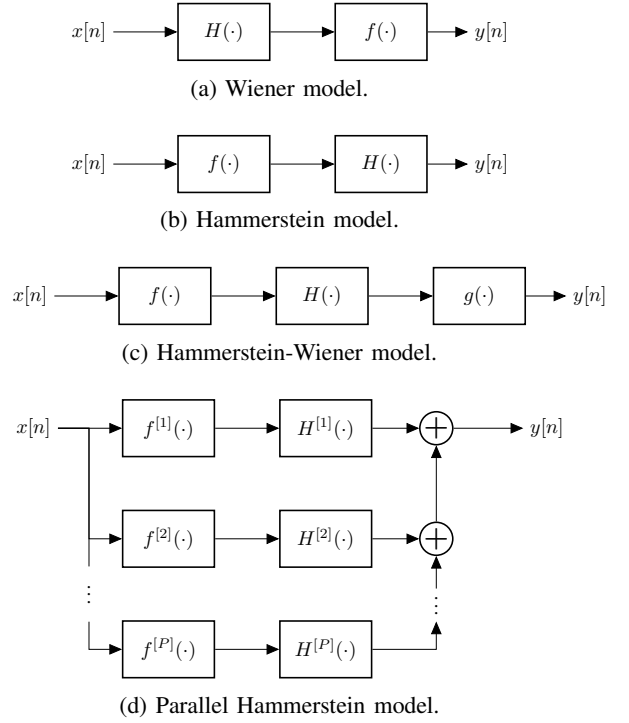 x[n] H(·) f(·) y[n]
(a) Wiener model.
x[n] f(·) H(·) y[n]
(b) Hammerstein model.
x[n] f(·) H(·) g(·) y[n]
(c) Hammerstein-Wiener model.
x[n] f^{[1]}(·) H^{[1]}(·) + y[n]
f^{[2]}(·) H^{[2]}(·) +
⋮ ⋮
f^{[P]}(·) H^{[P]}(·)
(d) Parallel Hammerstein model.